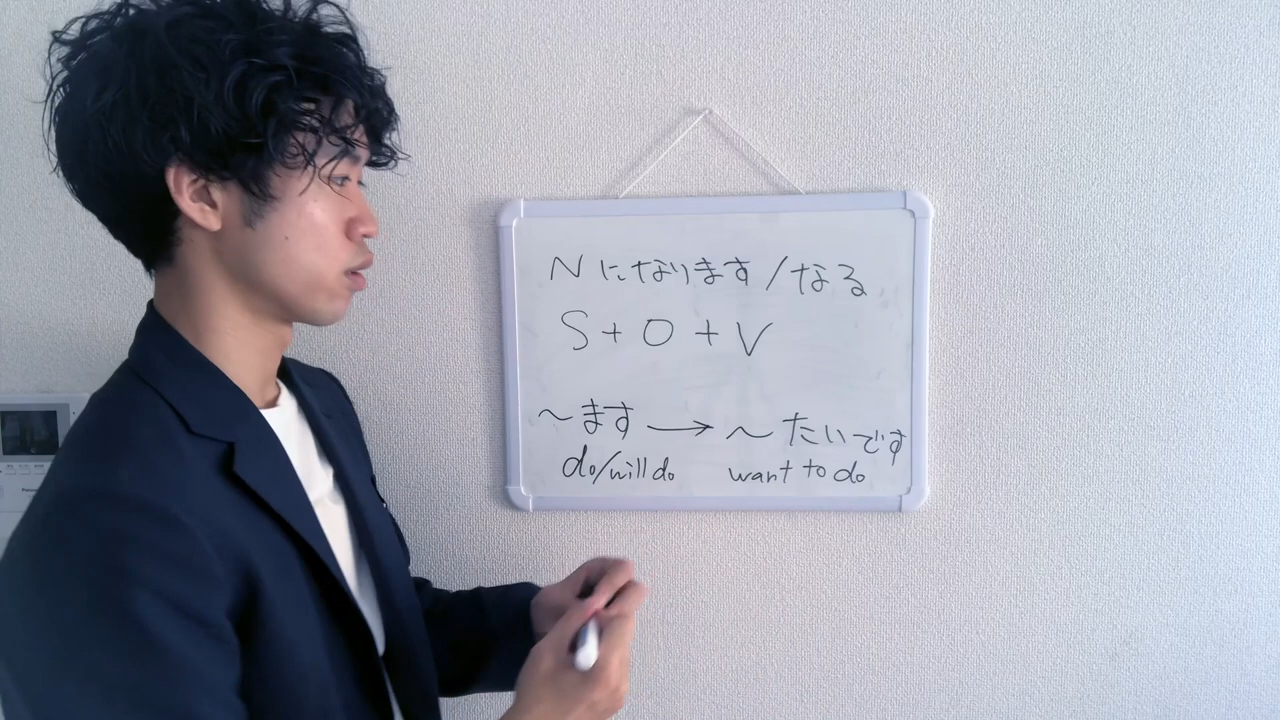 Nになります/なる
S+O+V
～ます → ～たいです
do/will do want to do